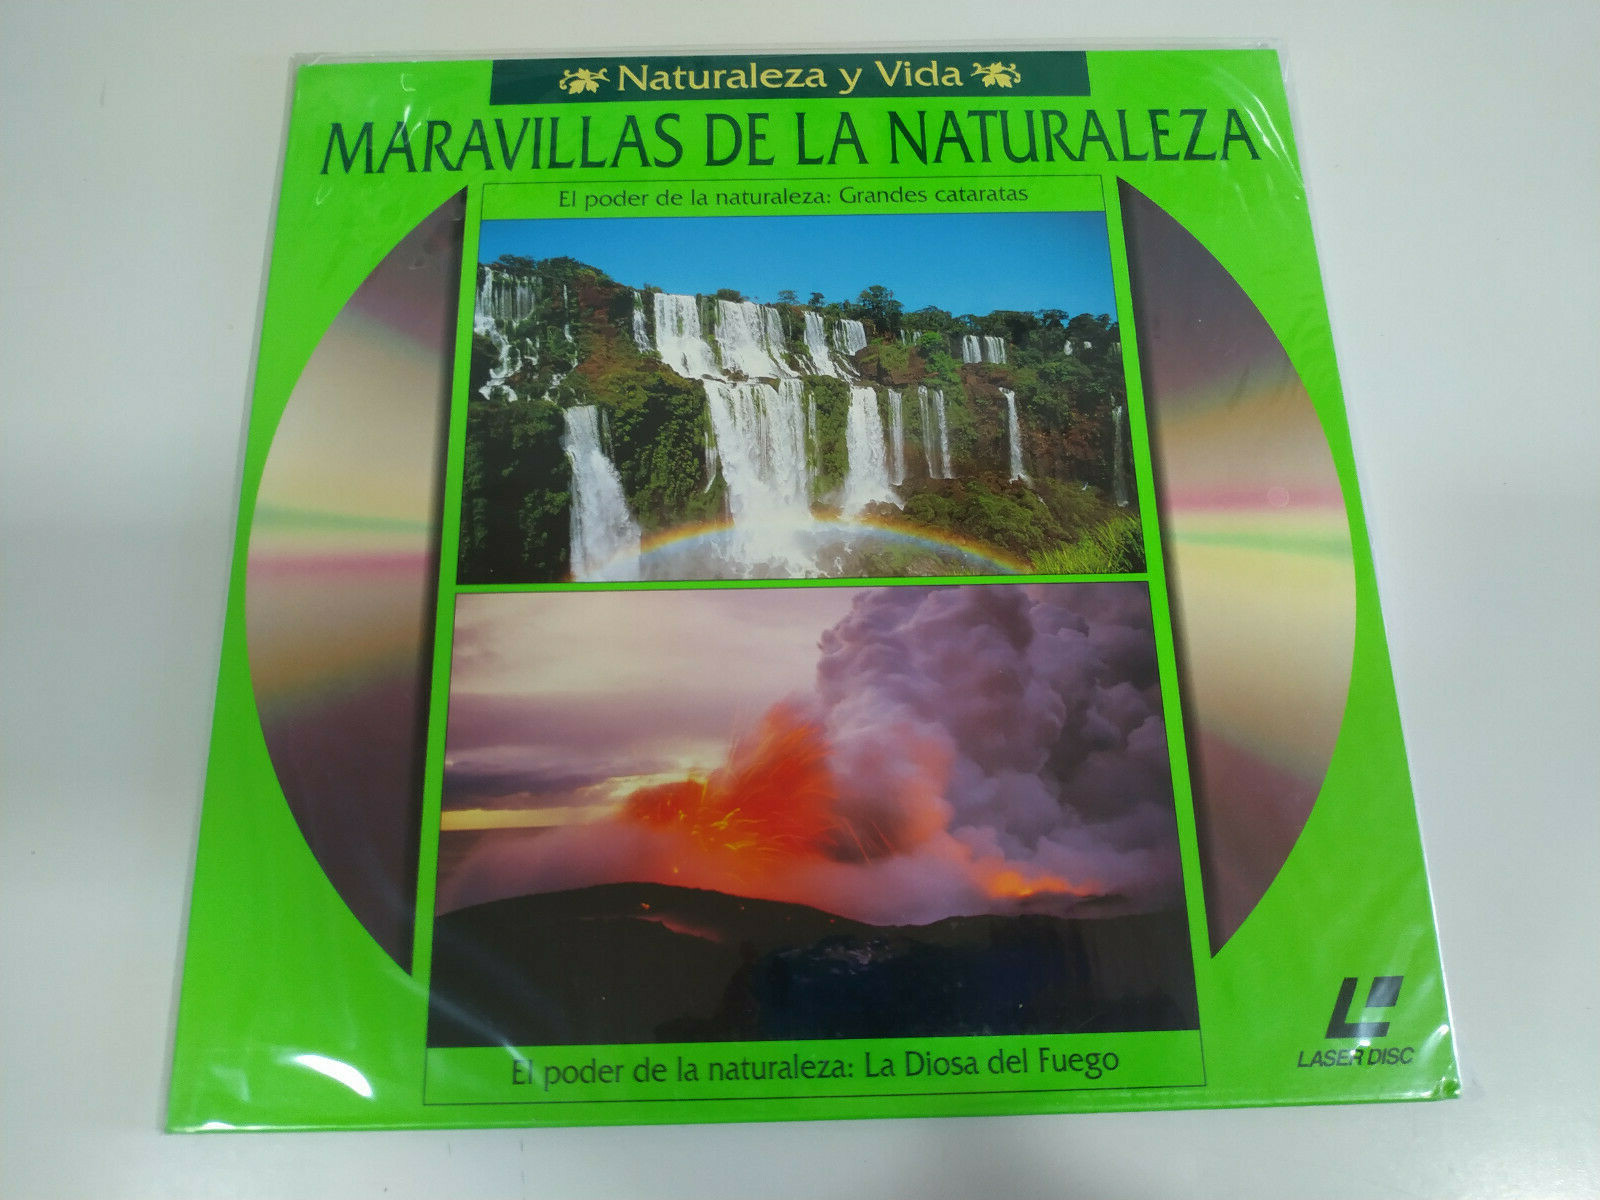 Naturaleza y Vida
MARAVILLAS DE LA NATURALEZA
El poder de la naturaleza: Grandes cataratas
El poder de la naturaleza: La Diosa del Fuego
LASER DISC